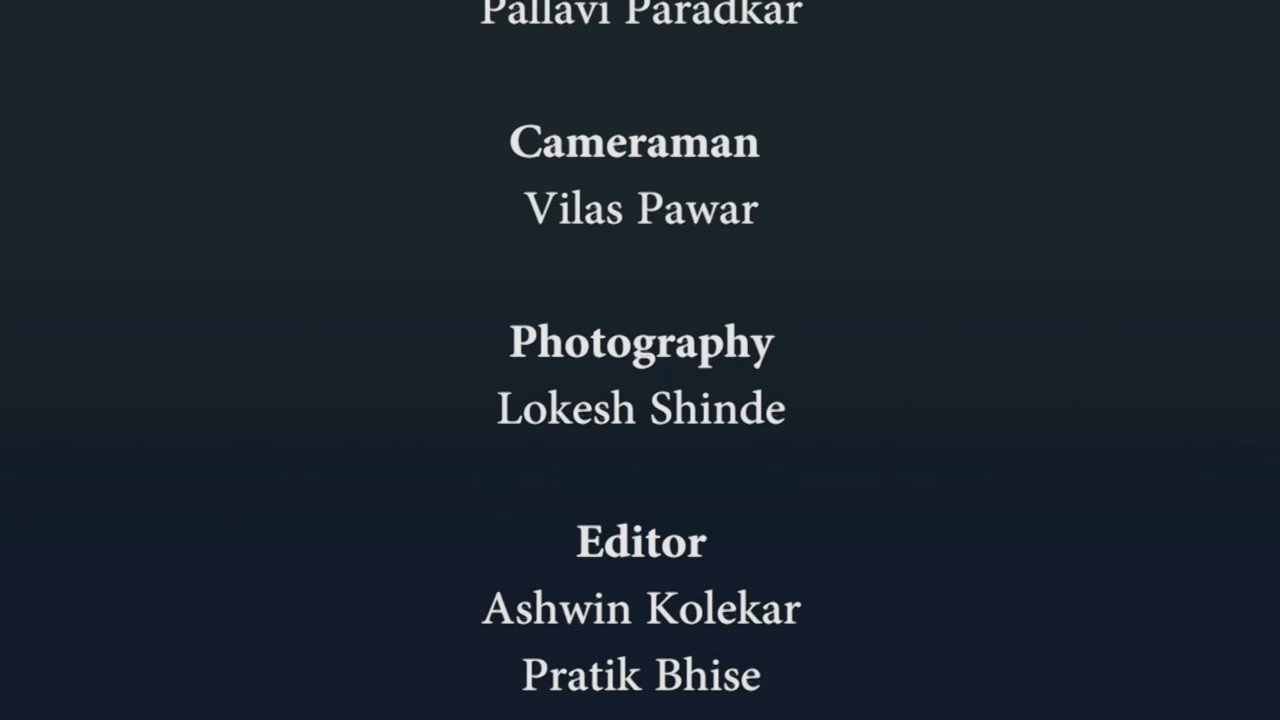 Pallavi Paradkar
Cameraman
Vilas Pawar
Photography
Lokesh Shinde
Editor
Ashwin Kolekar
Pratik Bhise